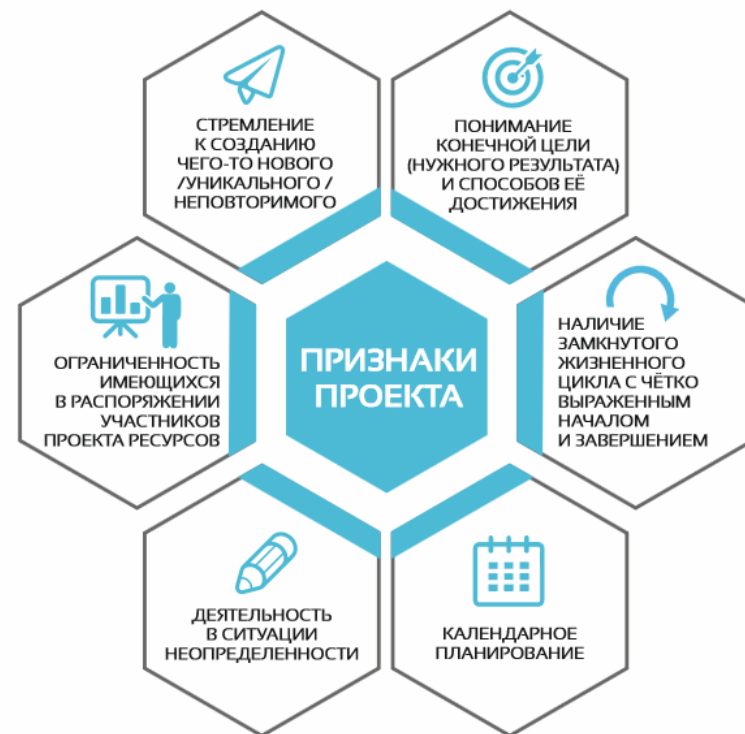 СТРЕМЛЕНИЕ
К СОЗДАНИЮ
ЧЕГО-ТО НОВОГО
/УНИКАЛЬНОГО /
НЕПОВТОРИМОГО
ПОНИМАНИЕ
КОНЕЧНОЙ ЦЕЛИ
(НУЖНОГО РЕЗУЛЬТАТА)
И СПОСОБОВ ЕЁ
ДОСТИЖЕНИЯ
ОГРАНИЧЕННОСТЬ
ИМЕЮЩИХСЯ
В РАСПОРЯЖЕНИИ
УЧАСТНИКОВ
ПРОЕКТА РЕСУРСОВ
ПРИЗНАКИ
ПРОЕКТА
НАЛИЧИЕ
ЗАМКНУТОГО
ЖИЗНЕННОГО
ЦИКЛА С ЧЁТКО
ВЫРАЖЕННЫМ
НАЧАЛОМ
И ЗАВЕРШЕНИЕМ
ДЕЯТЕЛЬНОСТЬ
В СИТУАЦИИ
НЕОПРЕДЕЛЕННОСТИ
КАЛЕНДАРНОЕ
ПЛАНИРОВАНИЕ